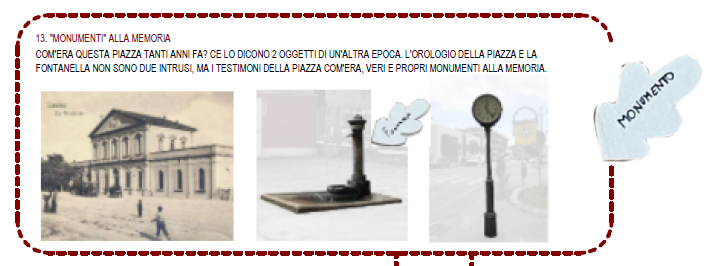 13. "MONUMENTI" ALLA MEMORIA
COM'ERA QUESTA PIAZZA TANTI ANNI FA? CE LO DICONO 2 OGGETTI DI UN'ALTRA EPOCA. L'OROLOGIO DELLA PIAZZA E LA
FONTANELLA NON SONO DUE INTRUSI, MA I TESTIMONI DELLA PIAZZA COM'ERA, VERI E PROPRI MONUMENTI ALLA MEMORIA.
MONUMENTO